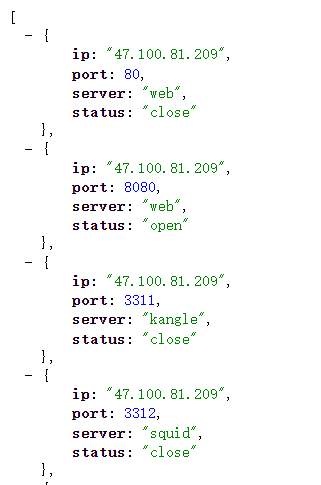 [
- {
ip: "47.100.81.209",
port: 80,
server: "web",
status: "close"
},
- {
ip: "47.100.81.209",
port: 8080,
server: "web",
status: "open"
},
- {
ip: "47.100.81.209",
port: 3311,
server: "kangle",
status: "close"
},
- {
ip: "47.100.81.209",
port: 3312,
server: "squid",
status: "close"
},